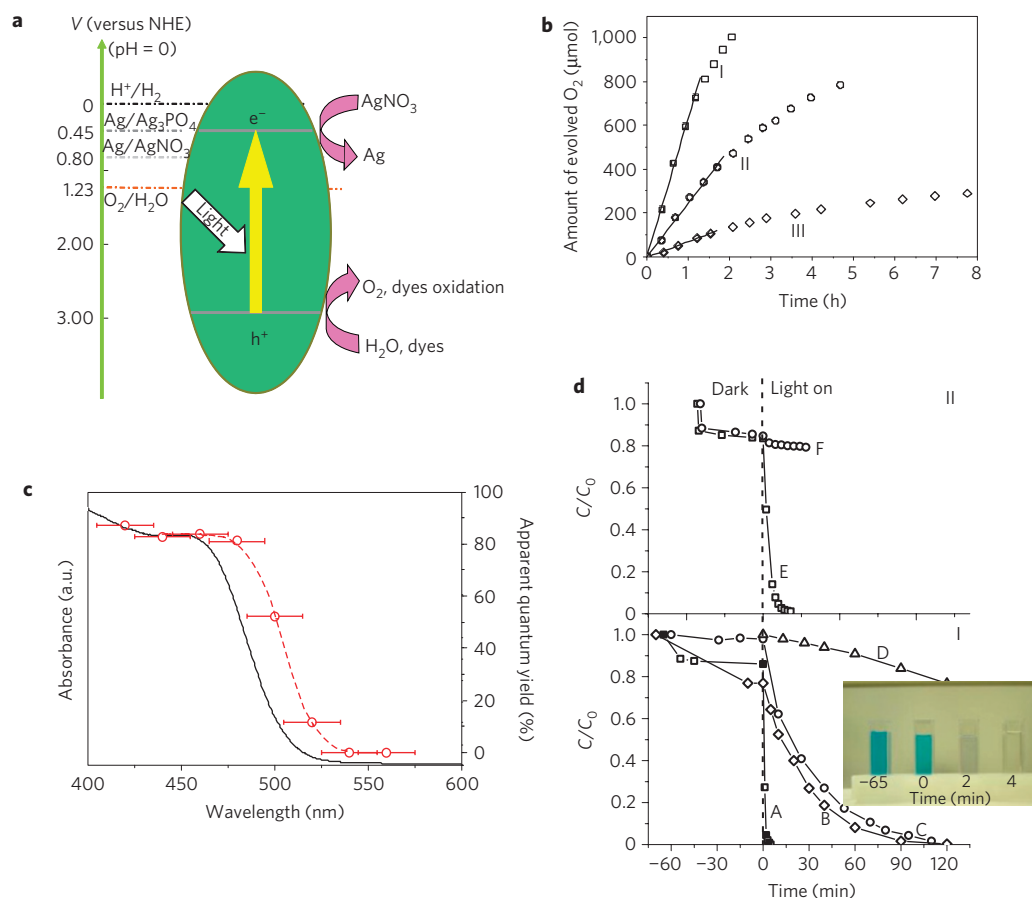 a
V (versus NHE)
(pH = 0)
H⁺/H₂
0
Ag/Ag₃PO₄
0.45
Ag/AgNO₃
0.80
1.23
O₂/H₂O
2.00
3.00
e⁻
Light
h⁺
AgNO₃
Ag
O₂, dyes oxidation
H₂O, dyes
b
Amount of evolved O₂ (μmol)
1,000
800
600
400
200
0
I
II
III
0 1 2 3 4 5 6 7 8
Time (h)
c
Absorbance (a.u.)
Apparent quantum yield (%)
100
80
60
40
20
0
400 450 500 550 600
Wavelength (nm)
d
Dark Light on
II
C/C₀
1.0
0.8
0.6
0.4
0.2
0
F
E
I
C/C₀
1.0
0.8
0.6
0.4
0.2
0
D
A
B
C
−65 0 2 4
Time (min)
−60 −30 0 30 60 90 120
Time (min)